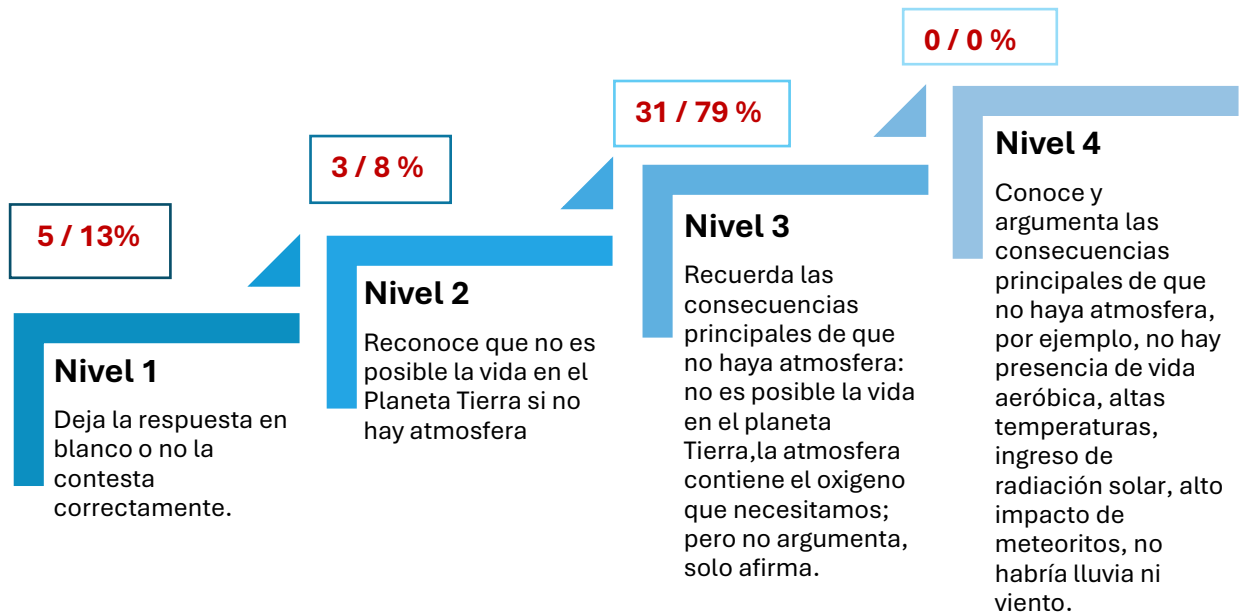 5 / 13%
Nivel 1
Deja la respuesta en
blanco o no la
contesta
correctamente.
3 / 8 %
Nivel 2
Reconoce que no es
posible la vida en el
Planeta Tierra si no
hay atmosfera
31 / 79 %
Nivel 3
Recuerda las
consecuencias
principales de que
no haya atmosfera:
no es posible la vida
en el planeta
Tierra,la atmosfera
contiene el oxigeno
que necesitamos;
pero no argumenta,
solo afirma.
0 / 0 %
Nivel 4
Conoce y
argumenta las
consecuencias
principales de que
no haya atmosfera,
por ejemplo, no hay
presencia de vida
aeróbica, altas
temperaturas,
ingreso de
radiación solar, alto
impacto de
meteoritos, no
habría lluvia ni
viento.